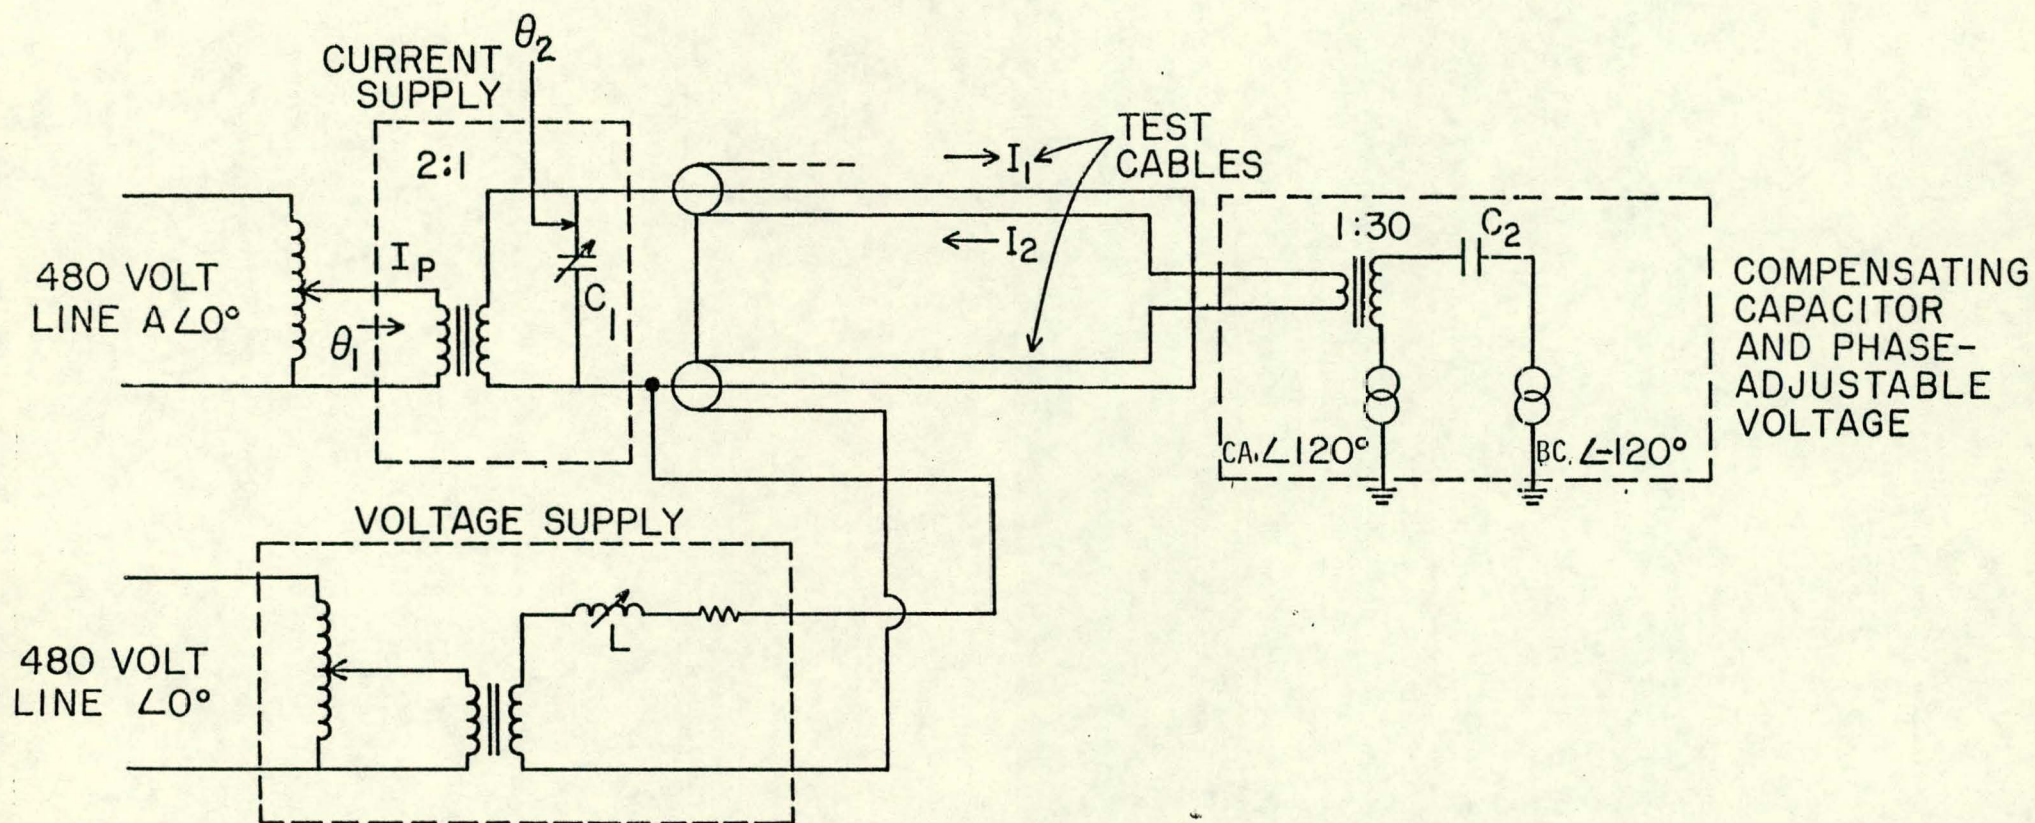 CURRENT
SUPPLY
θ2
2:1
TEST
CABLES
→I1
←I2
480 VOLT
LINE A∠0°
IP
θ1
C1
1:30
C2
CA.∠120°
BC.∠-120°
COMPENSATING
CAPACITOR
AND PHASE-
ADJUSTABLE
VOLTAGE
VOLTAGE SUPPLY
480 VOLT
LINE ∠0°
L